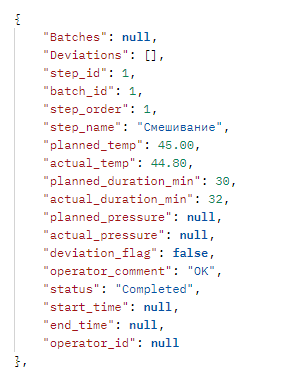 {
"Batches": null,
"Deviations": [],
"step_id": 1,
"batch_id": 1,
"step_order": 1,
"step_name": "Смешивание",
"planned_temp": 45.00,
"actual_temp": 44.80,
"planned_duration_min": 30,
"actual_duration_min": 32,
"planned_pressure": null,
"actual_pressure": null,
"deviation_flag": false,
"operator_comment": "OK",
"status": "Completed",
"start_time": null,
"end_time": null,
"operator_id": null
},